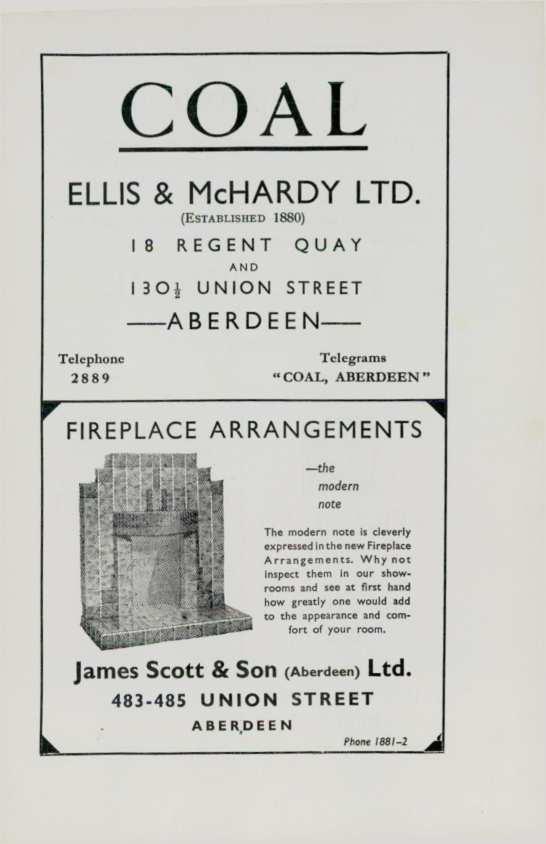 COAL
ELLIS & McHARDY LTD.
(ESTABLISHED 1880)
18 REGENT QUAY
AND
130½ UNION STREET
—ABERDEEN—
Telephone
2889
Telegrams
"COAL, ABERDEEN"
FIREPLACE ARRANGEMENTS
—the
modern
note
The modern note is cleverly
expressed in the new Fireplace
Arrangements. Why not
inspect them in our show-
rooms and see at first hand
how greatly one would add
to the appearance and com-
fort of your room.
James Scott & Son (Aberdeen) Ltd.
483-485 UNION STREET
ABERDEEN
Phone 1881-2